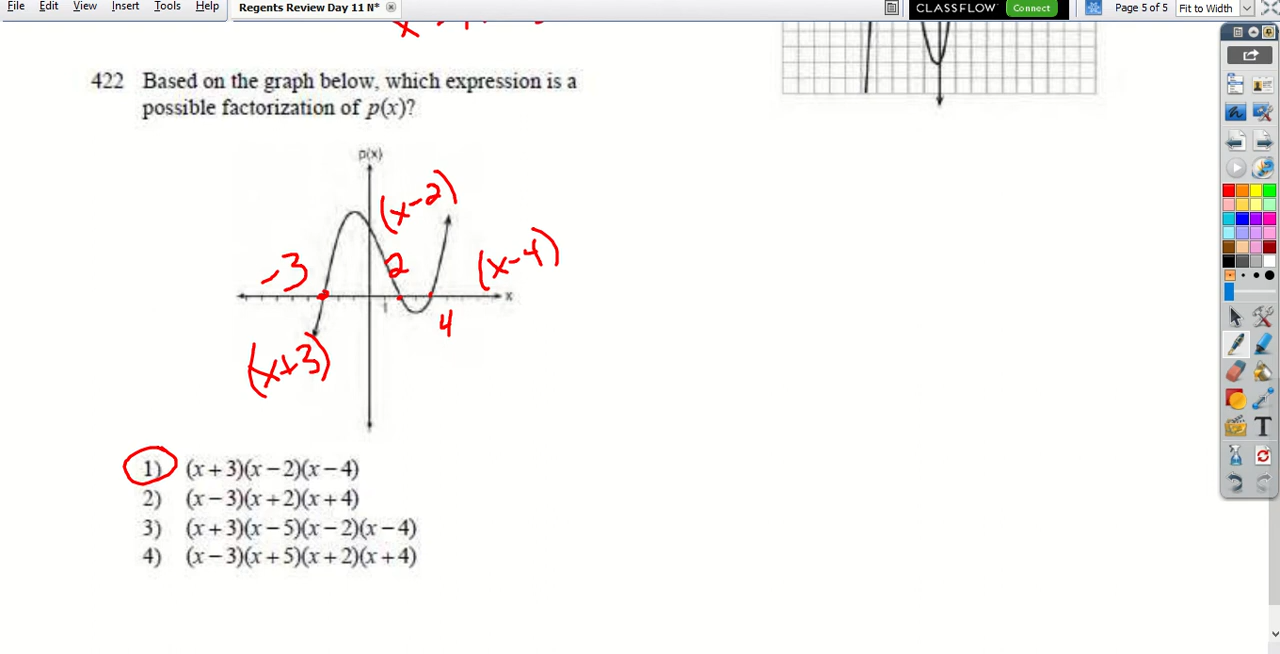 File Edit View Insert Tools Help
Regents Review Day 11 N*
CLASSFLOW Connect
Page 5 of 5
Fit to Width
422 Based on the graph below, which expression is a
possible factorization of p(x)?
p(x)
(x-2)
-3
2
(x-4)
x
1
4
(x+3)
1) (x+3)(x-2)(x-4)
2) (x-3)(x+2)(x+4)
3) (x+3)(x-5)(x-2)(x-4)
4) (x-3)(x+5)(x+2)(x+4)
T